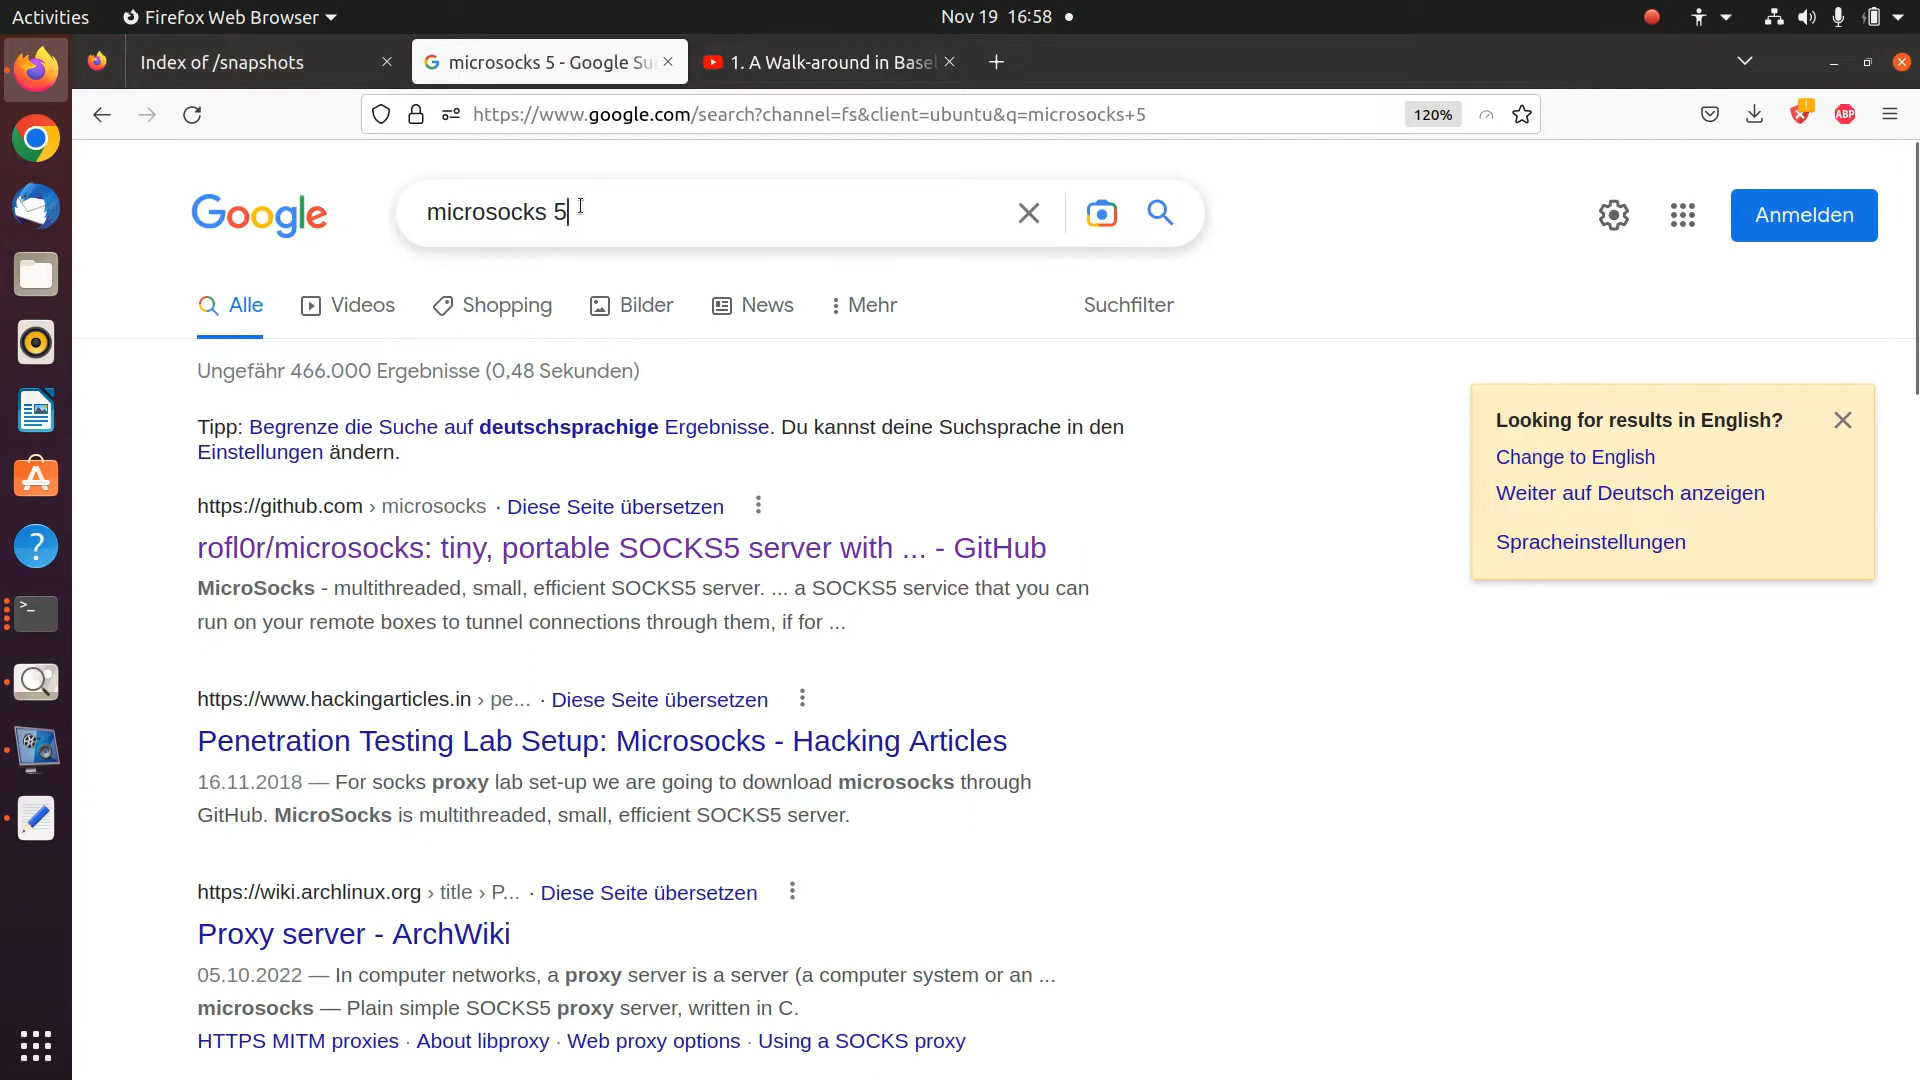 Activities
Firefox Web Browser
Nov 19 16:58
Index of /snapshots
microsocks 5 - Google Su
1. A Walk-around in Basel
https://www.google.com/search?channel=fs&client=ubuntu&q=microsocks+5
120%
ABP
Google
microsocks 5
Anmelden
Alle
Videos
Shopping
Bilder
News
Mehr
Suchfilter
Ungefähr 466.000 Ergebnisse (0,48 Sekunden)
Looking for results in English?
Change to English
Weiter auf Deutsch anzeigen
Spracheinstellungen
Tipp: Begrenze die Suche auf deutschsprachige Ergebnisse. Du kannst deine Suchsprache in den
Einstellungen ändern.
https://github.com › microsocks · Diese Seite übersetzen
rofl0r/microsocks: tiny, portable SOCKS5 server with ... - GitHub
MicroSocks - multithreaded, small, efficient SOCKS5 server. ... a SOCKS5 service that you can
run on your remote boxes to tunnel connections through them, if for ...
https://www.hackingarticles.in › pe... · Diese Seite übersetzen
Penetration Testing Lab Setup: Microsocks - Hacking Articles
16.11.2018 — For socks proxy lab set-up we are going to download microsocks through
GitHub. MicroSocks is multithreaded, small, efficient SOCKS5 server.
https://wiki.archlinux.org › title › P... · Diese Seite übersetzen
Proxy server - ArchWiki
05.10.2022 — In computer networks, a proxy server is a server (a computer system or an ...
microsocks — Plain simple SOCKS5 proxy server, written in C.
HTTPS MITM proxies · About libproxy · Web proxy options · Using a SOCKS proxy